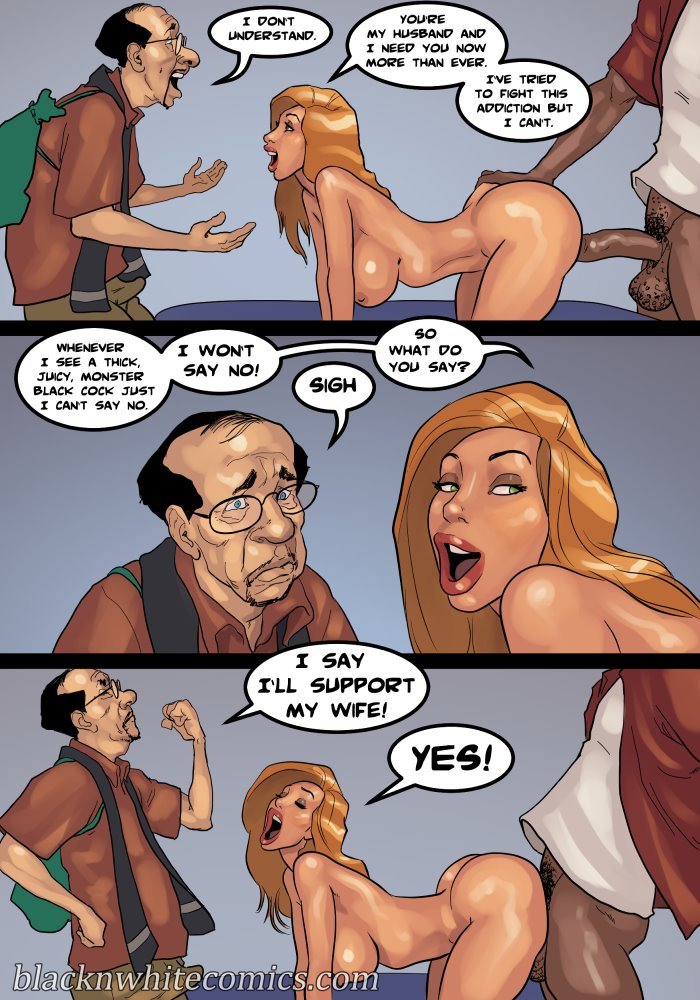 I DON'T
UNDERSTAND.
YOU'RE
MY HUSBAND AND
I NEED YOU NOW
MORE THAN EVER.
I'VE TRIED
TO FIGHT THIS
ADDICTION BUT
I CAN'T.
WHENEVER
I SEE A THICK,
JUICY, MONSTER
BLACK COCK JUST
I CAN'T SAY NO.
I WON'T
SAY NO!
SO
WHAT DO
YOU SAY?
SIGH
I SAY
I'LL SUPPORT
MY WIFE!
YES!
blacknwhitecomics.com